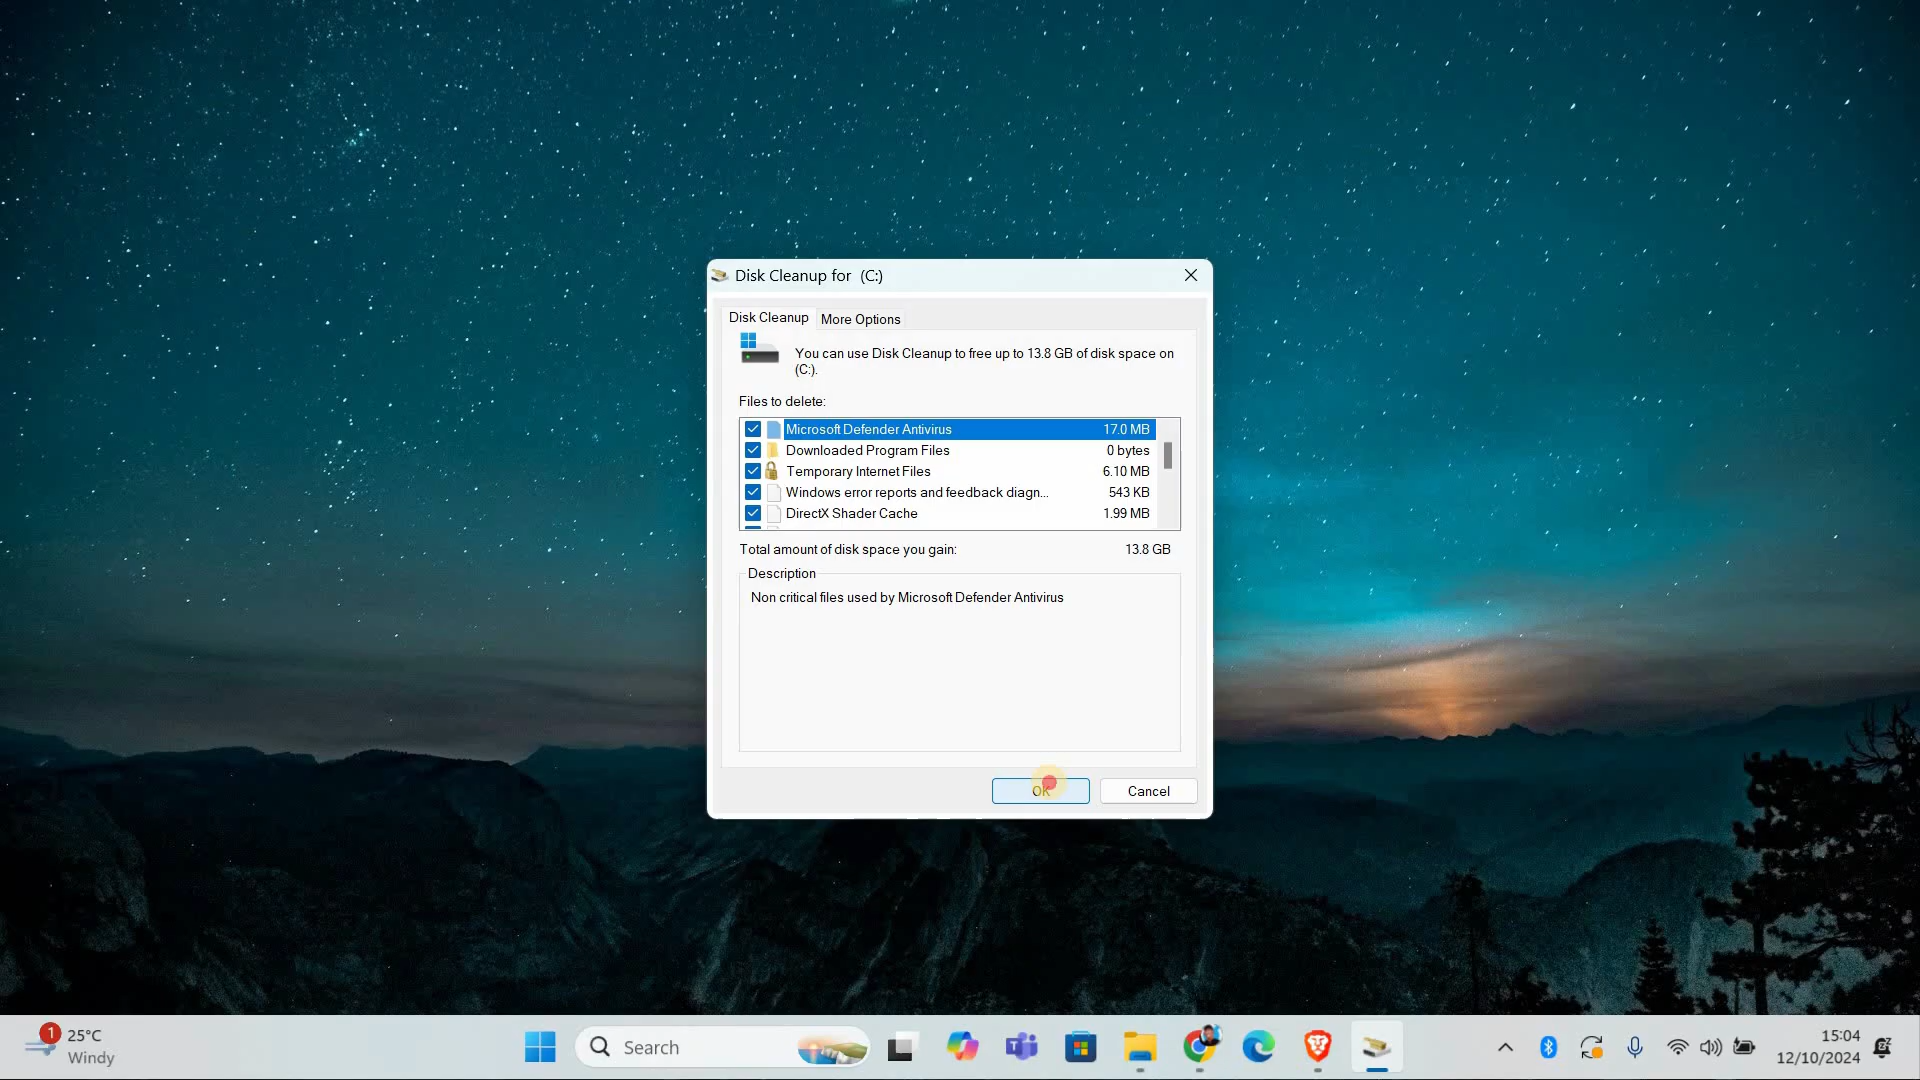 Disk Cleanup for  (C:)
Disk Cleanup
More Options
You can use Disk Cleanup to free up to 13.8 GB of disk space on
(C:).
Files to delete:
Microsoft Defender Antivirus 17.0 MB
Downloaded Program Files 0 bytes
Temporary Internet Files 6.10 MB
Windows error reports and feedback diagn... 543 KB
DirectX Shader Cache 1.99 MB
Total amount of disk space you gain: 13.8 GB
Description
Non critical files used by Microsoft Defender Antivirus
OK
Cancel
1
25°C
Windy
Search
15:04
12/10/2024